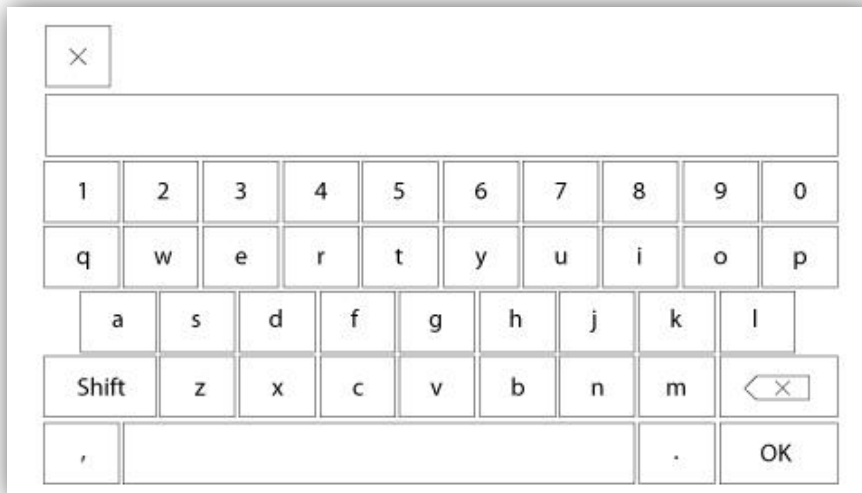 1 2 3 4 5 6 7 8 9 0
q w e r t y u i o p
a s d f g h j k l
Shift z x c v b n m
, . OK